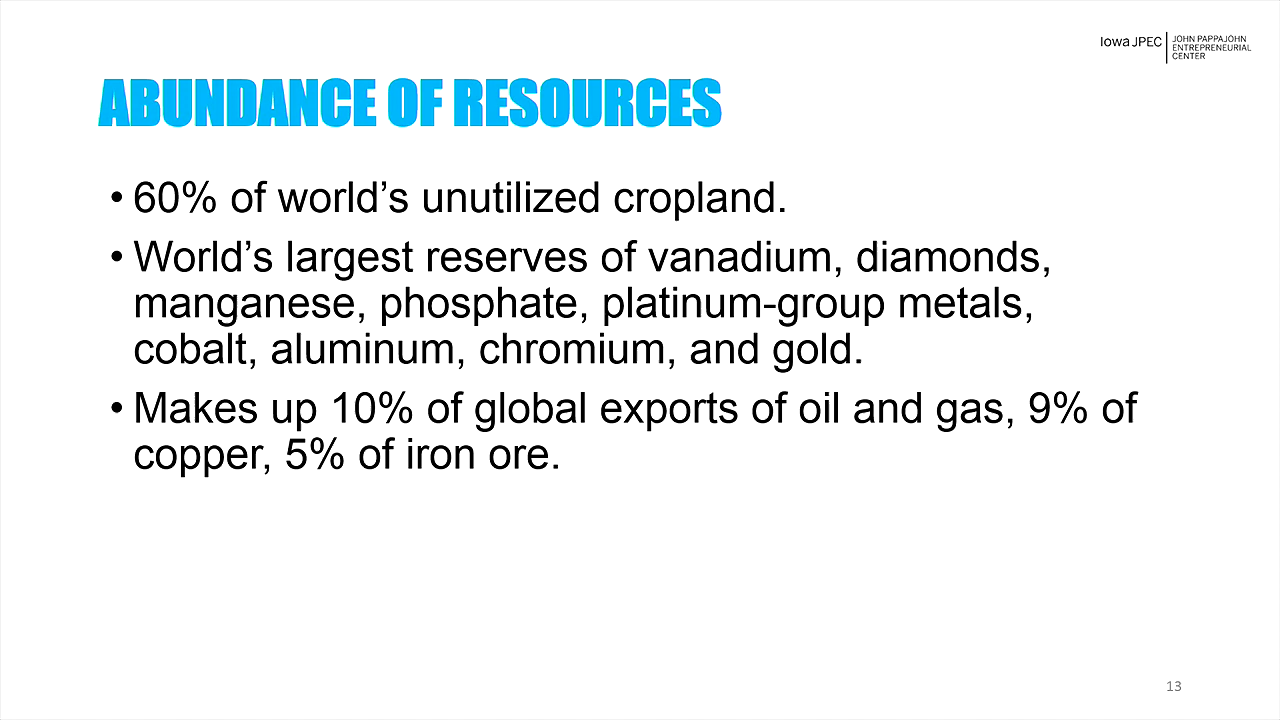 Iowa JPEC
JOHN PAPPAJOHN
ENTREPRENEURIAL
CENTER
ABUNDANCE OF RESOURCES
• 60% of world’s unutilized cropland.
• World’s largest reserves of vanadium, diamonds,
manganese, phosphate, platinum-group metals,
cobalt, aluminum, chromium, and gold.
• Makes up 10% of global exports of oil and gas, 9% of
copper, 5% of iron ore.
13